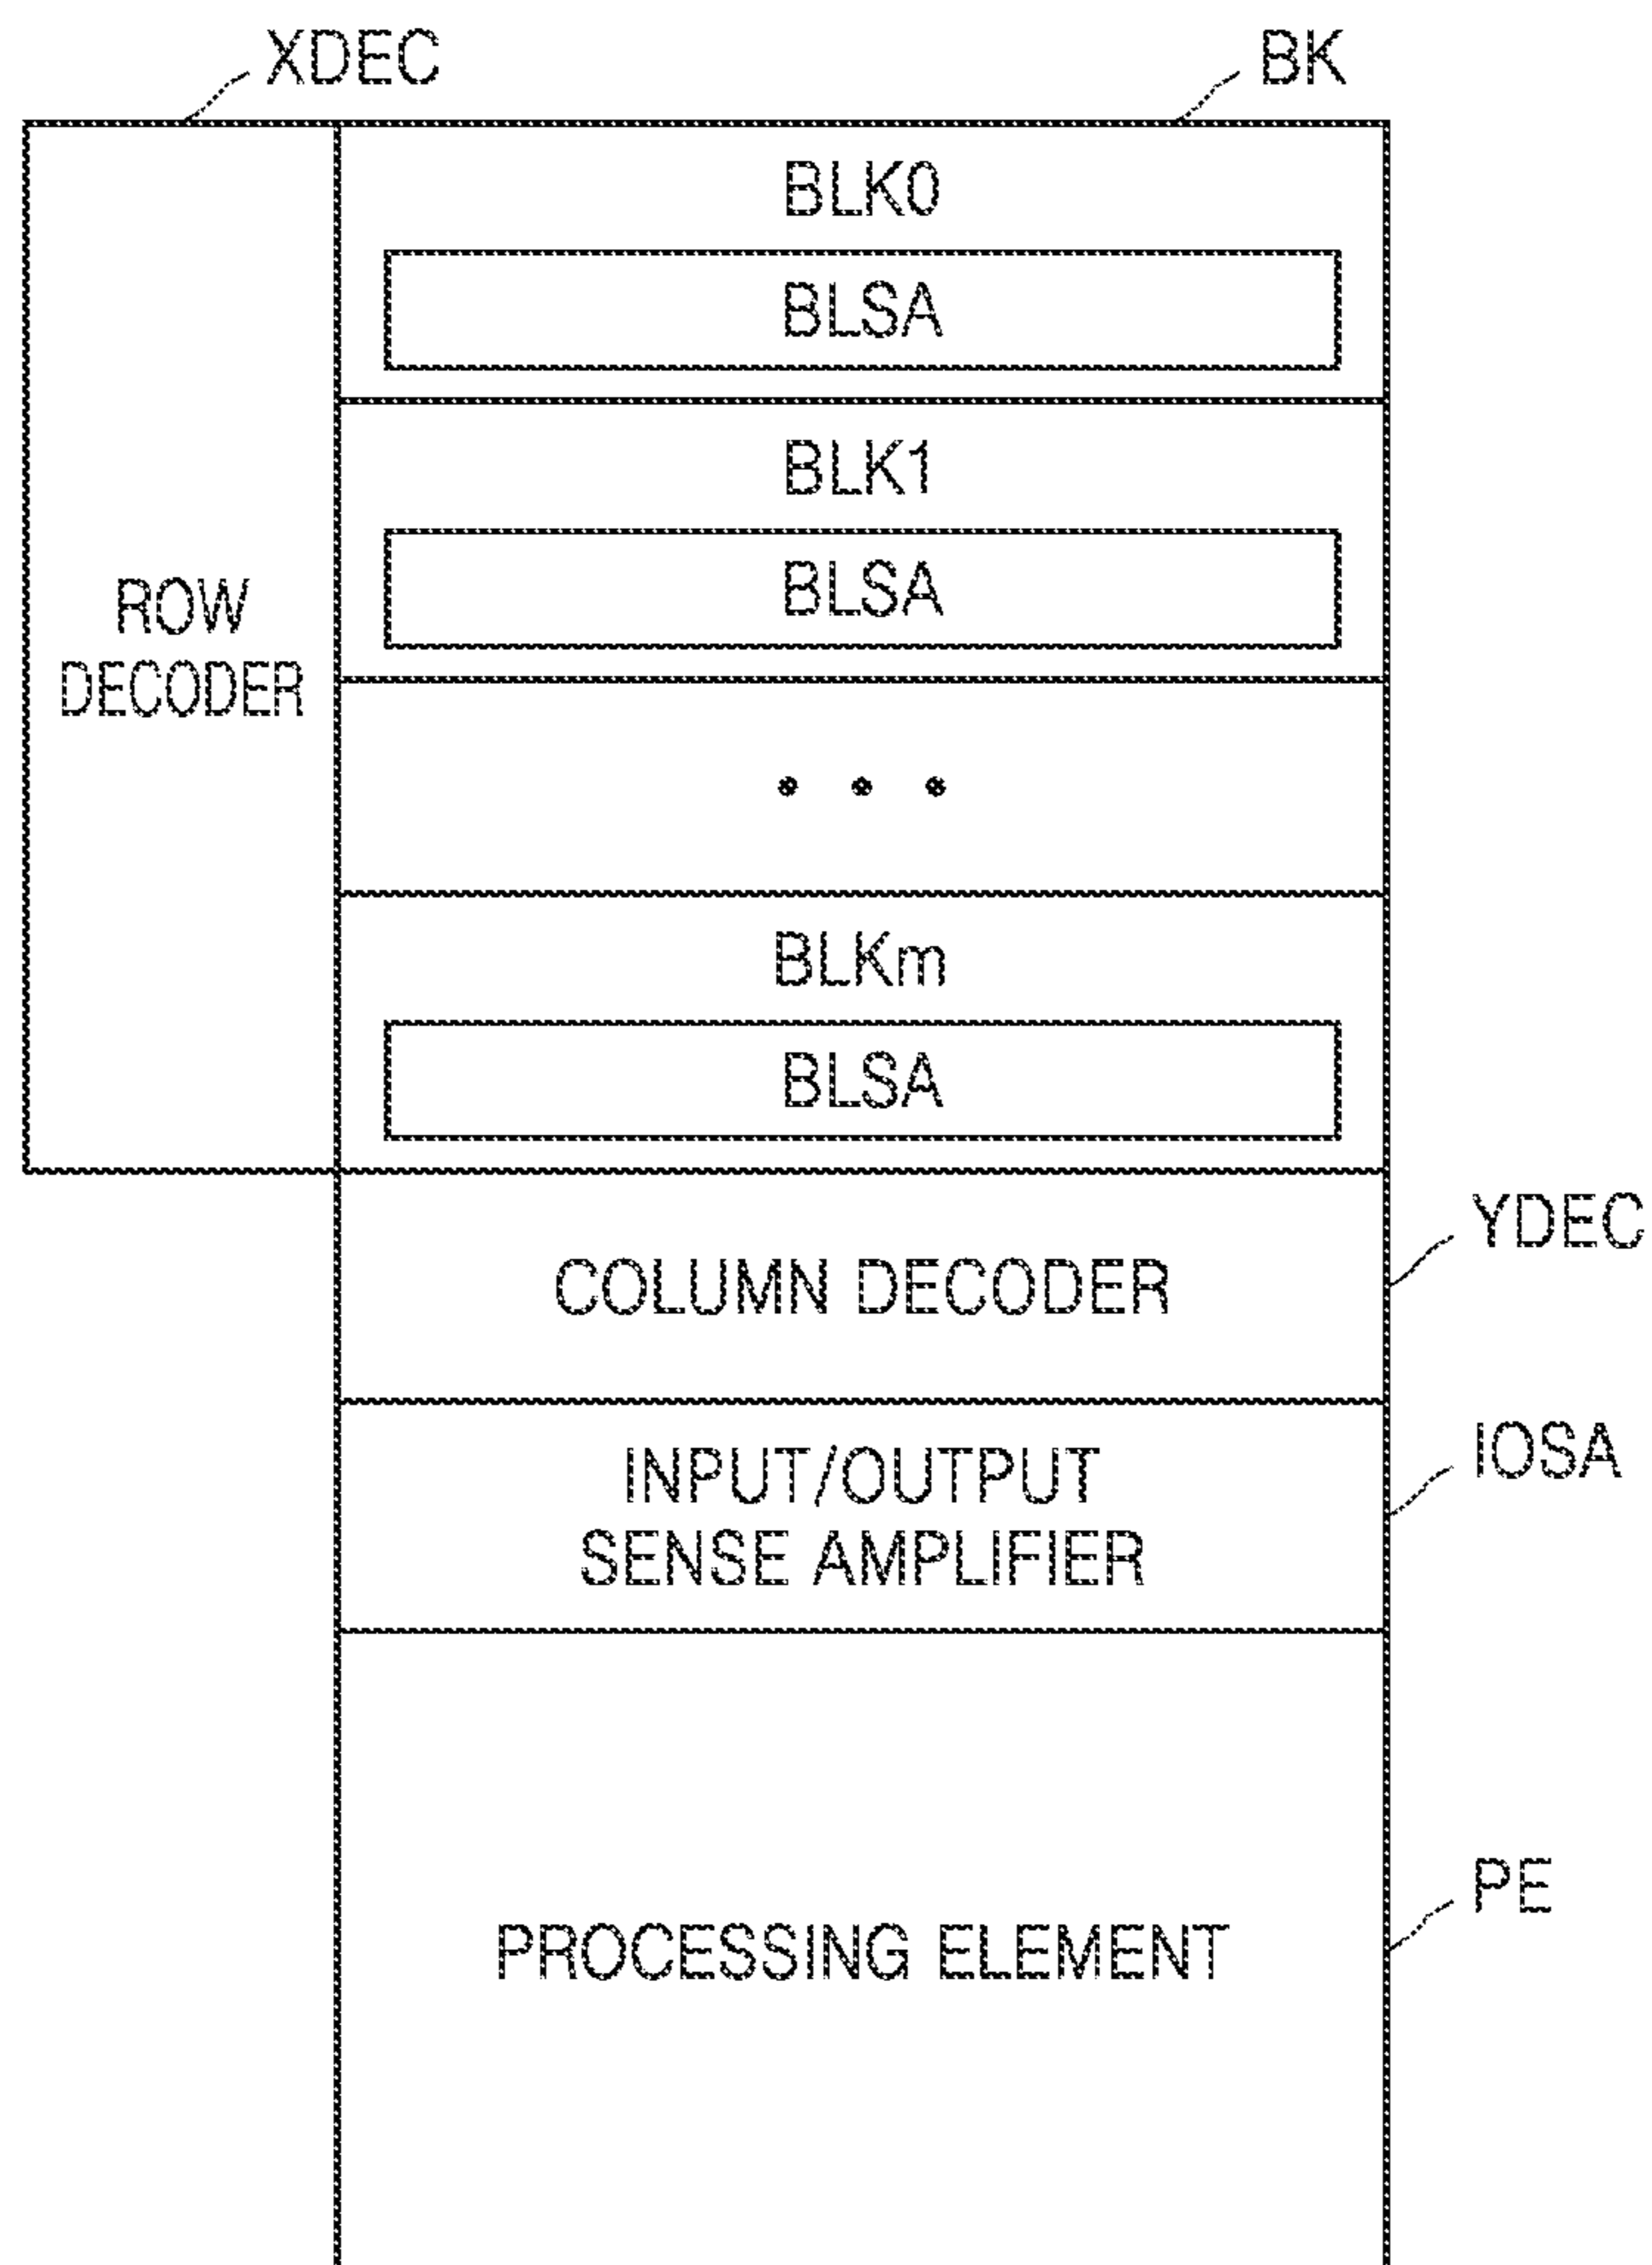 XDEC
BK
BLK0
BLSA
BLK1
BLSA
ROW
DECODER
• • •
BLKm
BLSA
YDEC
COLUMN DECODER
IOSA
INPUT/OUTPUT
SENSE AMPLIFIER
PE
PROCESSING ELEMENT